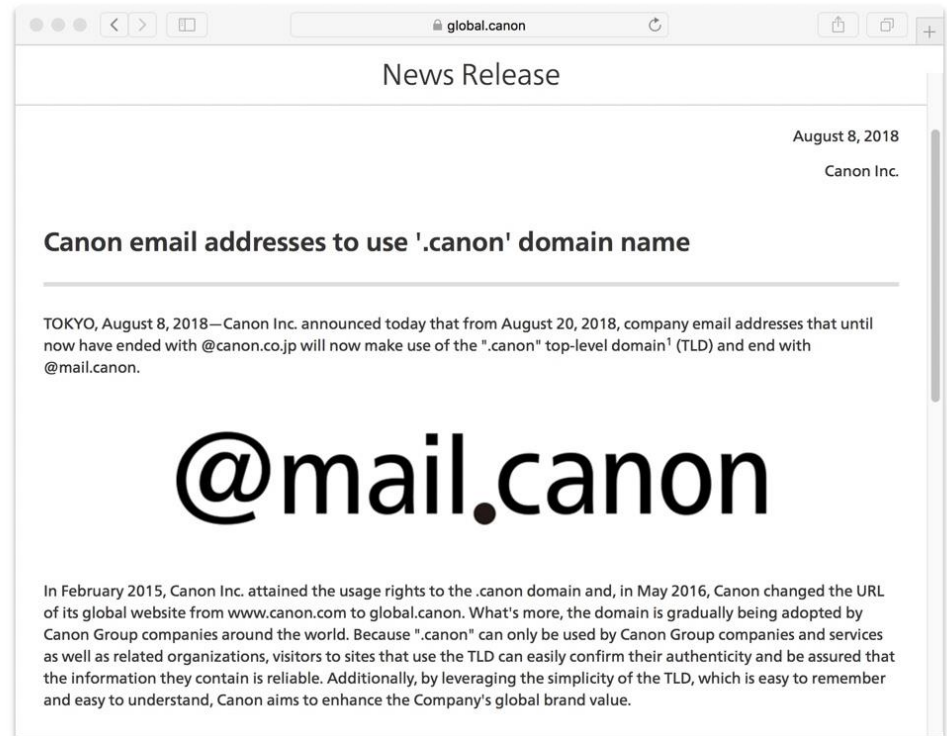 global.canon
News Release
August 8, 2018
Canon Inc.
Canon email addresses to use '.canon' domain name
TOKYO, August 8, 2018—Canon Inc. announced today that from August 20, 2018, company email addresses that until
now have ended with @canon.co.jp will now make use of the ".canon" top-level domain¹ (TLD) and end with
@mail.canon.
@mail.canon
In February 2015, Canon Inc. attained the usage rights to the .canon domain and, in May 2016, Canon changed the URL
of its global website from www.canon.com to global.canon. What's more, the domain is gradually being adopted by
Canon Group companies around the world. Because ".canon" can only be used by Canon Group companies and services
as well as related organizations, visitors to sites that use the TLD can easily confirm their authenticity and be assured that
the information they contain is reliable. Additionally, by leveraging the simplicity of the TLD, which is easy to remember
and easy to understand, Canon aims to enhance the Company's global brand value.